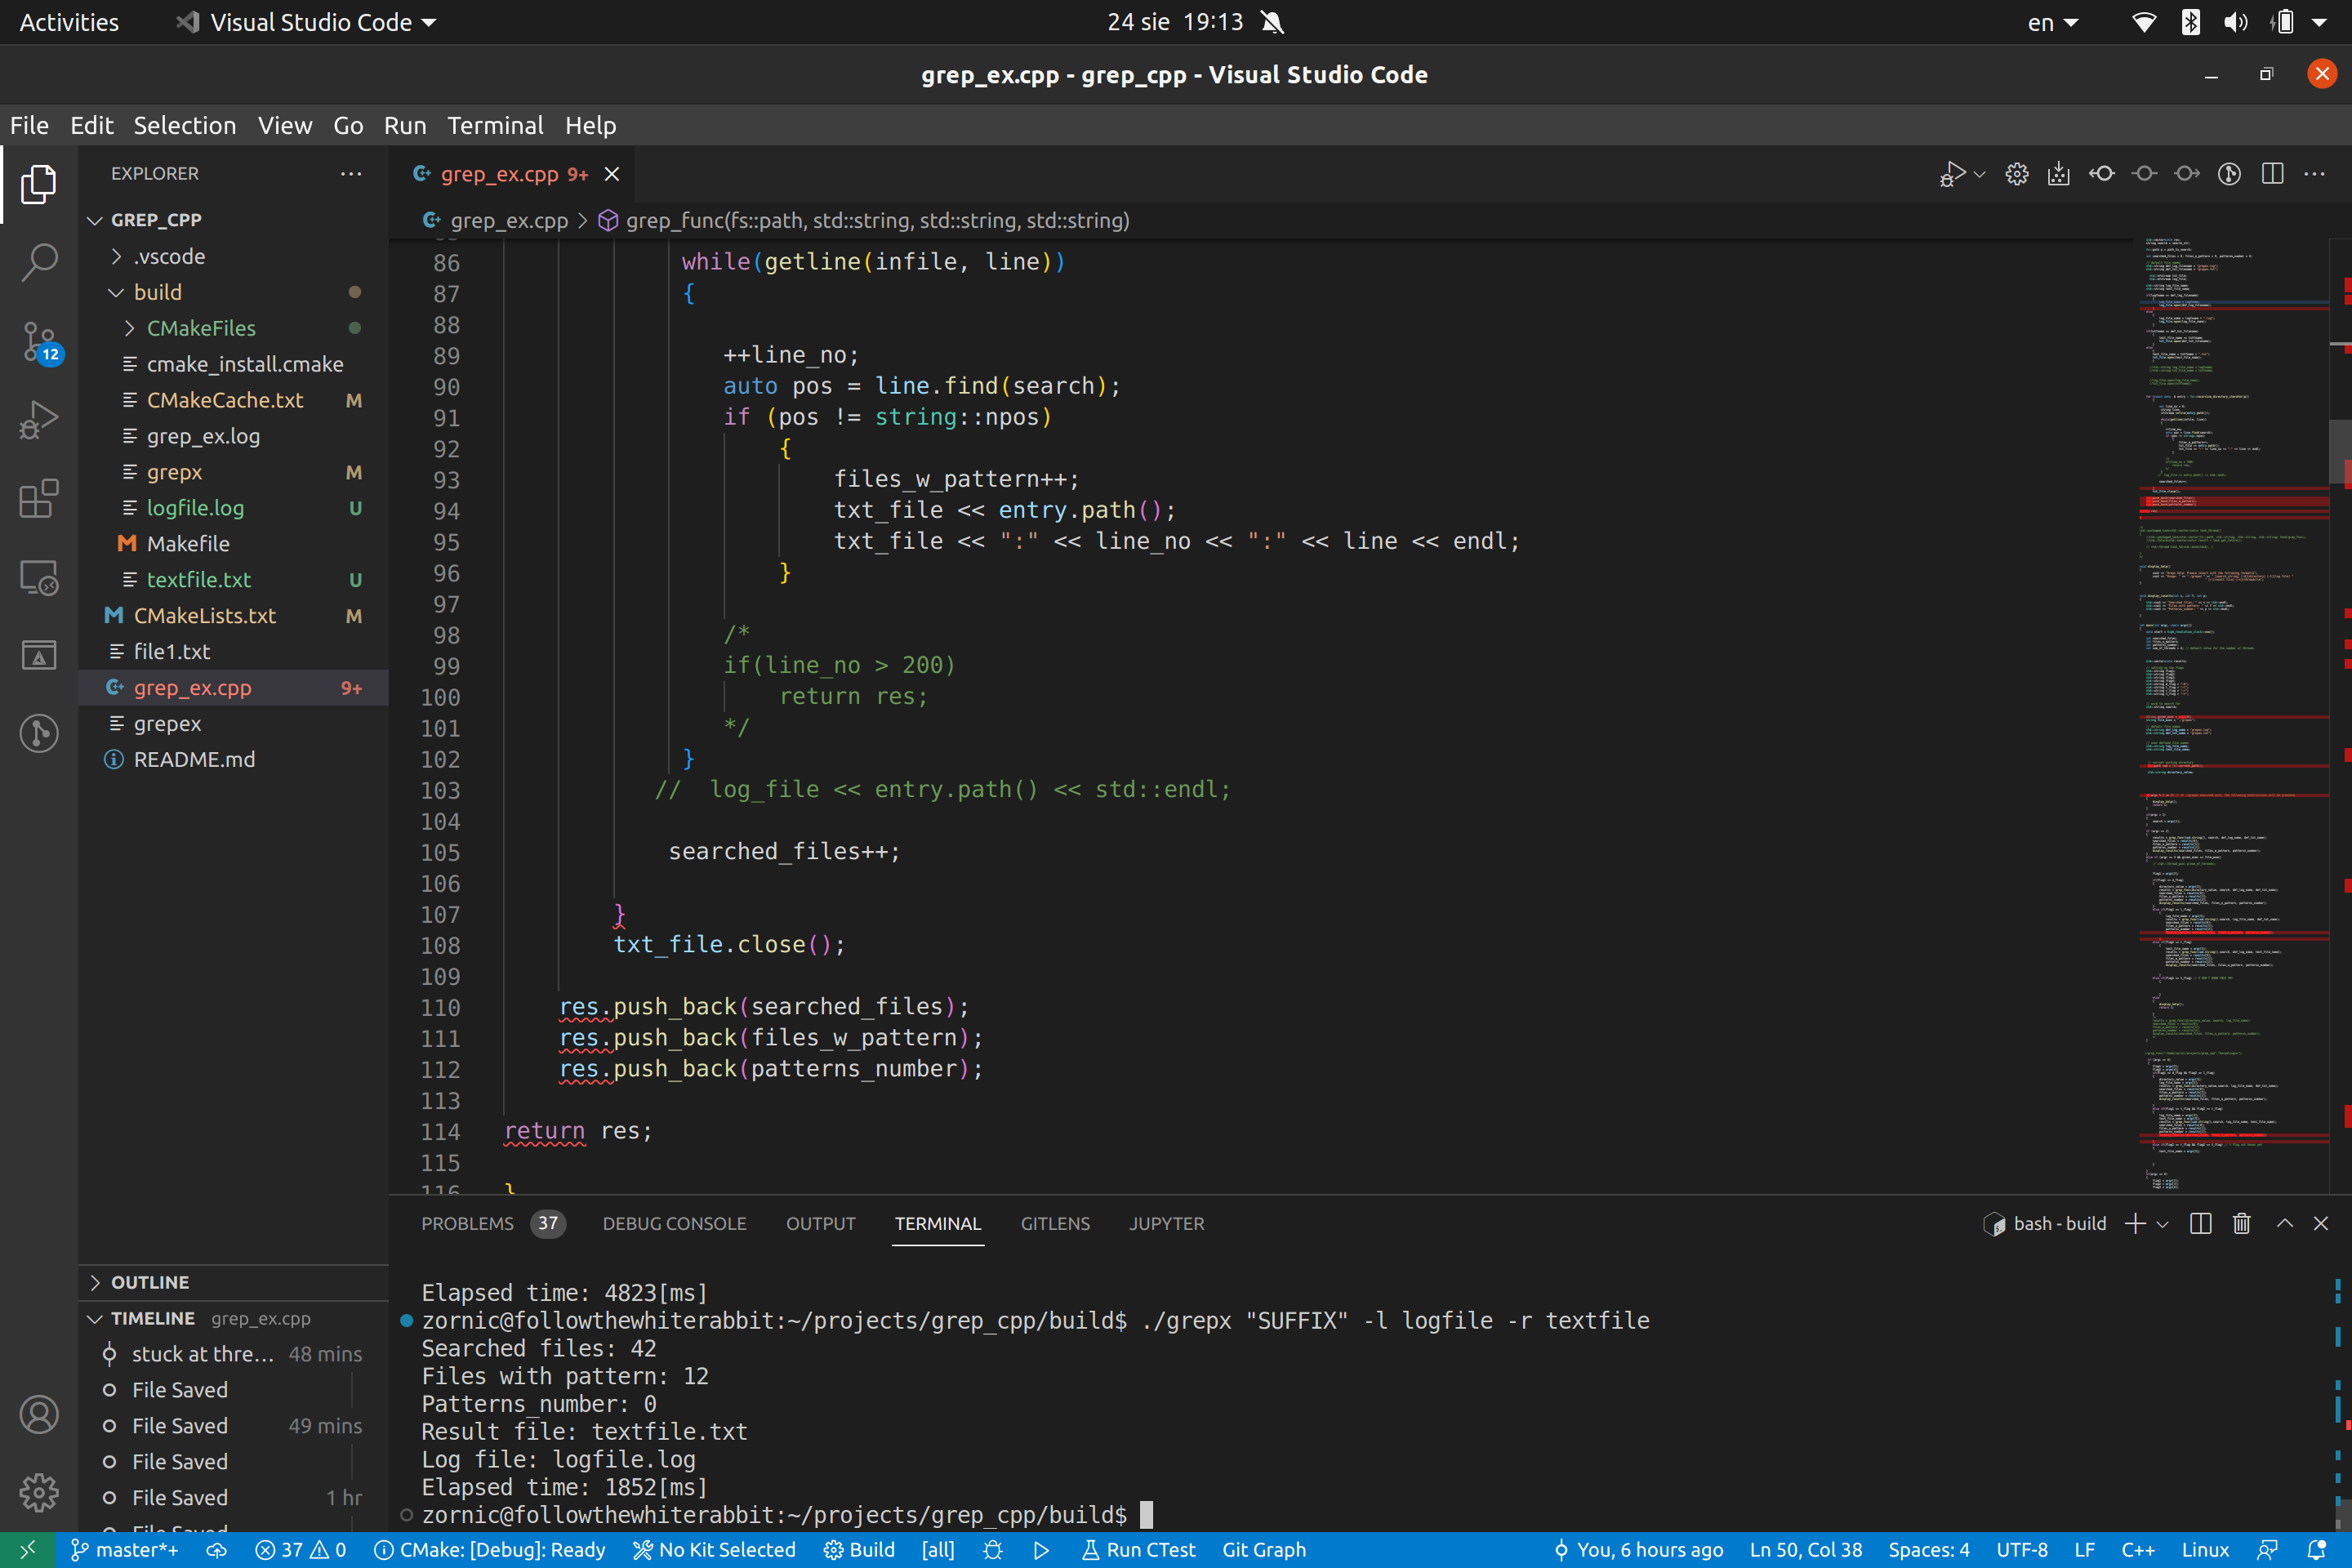 Activities
Visual Studio Code
24 sie 19:13
en
grep_ex.cpp - grep_cpp - Visual Studio Code
File Edit Selection View Go Run Terminal Help
EXPLORER
grep_ex.cpp 9+
GREP_CPP
grep_ex.cpp > grep_func(fs::path, std::string, std::string, std::string)
.vscode
build
CMakeFiles
cmake_install.cmake
CMakeCache.txt M
grep_ex.log
grepx M
logfile.log U
Makefile
textfile.txt U
CMakeLists.txt M
file1.txt
grep_ex.cpp 9+
grepex
README.md
12
86 while(getline(infile, line))
87 {
88
89 ++line_no;
90 auto pos = line.find(search);
91 if (pos != string::npos)
92 {
93 files_w_pattern++;
94 txt_file << entry.path();
95 txt_file << ":" << line_no << ":" << line << endl;
96 }
97
98 /*
99 if(line_no > 200)
100 return res;
101 */
102 }
103 // log_file << entry.path() << std::endl;
104
105 searched_files++;
106
107 }
108 txt_file.close();
109
110 res.push_back(searched_files);
111 res.push_back(files_w_pattern);
112 res.push_back(patterns_number);
113
114 return res;
115
116 }
OUTLINE
TIMELINE grep_ex.cpp
stuck at thre... 48 mins
File Saved
File Saved 49 mins
File Saved
File Saved 1 hr
File Saved
PROBLEMS 37 DEBUG CONSOLE OUTPUT TERMINAL GITLENS JUPYTER
bash - build
Elapsed time: 4823[ms]
zornic@followthewhiterabbit:~/projects/grep_cpp/build$ ./grepx "SUFFIX" -l logfile -r textfile
Searched files: 42
Files with pattern: 12
Patterns_number: 0
Result file: textfile.txt
Log file: logfile.log
Elapsed time: 1852[ms]
zornic@followthewhiterabbit:~/projects/grep_cpp/build$
master*+ 37 0 CMake: [Debug]: Ready No Kit Selected Build [all] Run CTest Git Graph You, 6 hours ago Ln 50, Col 38 Spaces: 4 UTF-8 LF C++ Linux